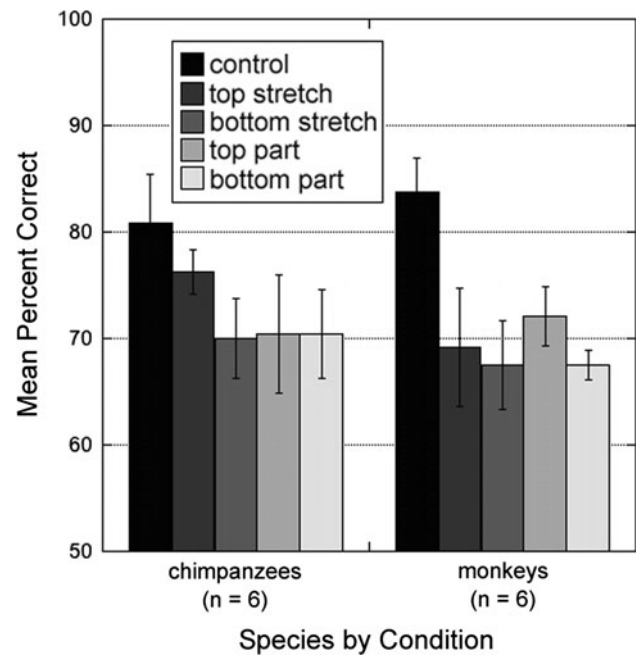 100
90
80
70
60
50
Mean Percent Correct
control
top stretch
bottom stretch
top part
bottom part
chimpanzees
(n = 6)
monkeys
(n = 6)
Species by Condition